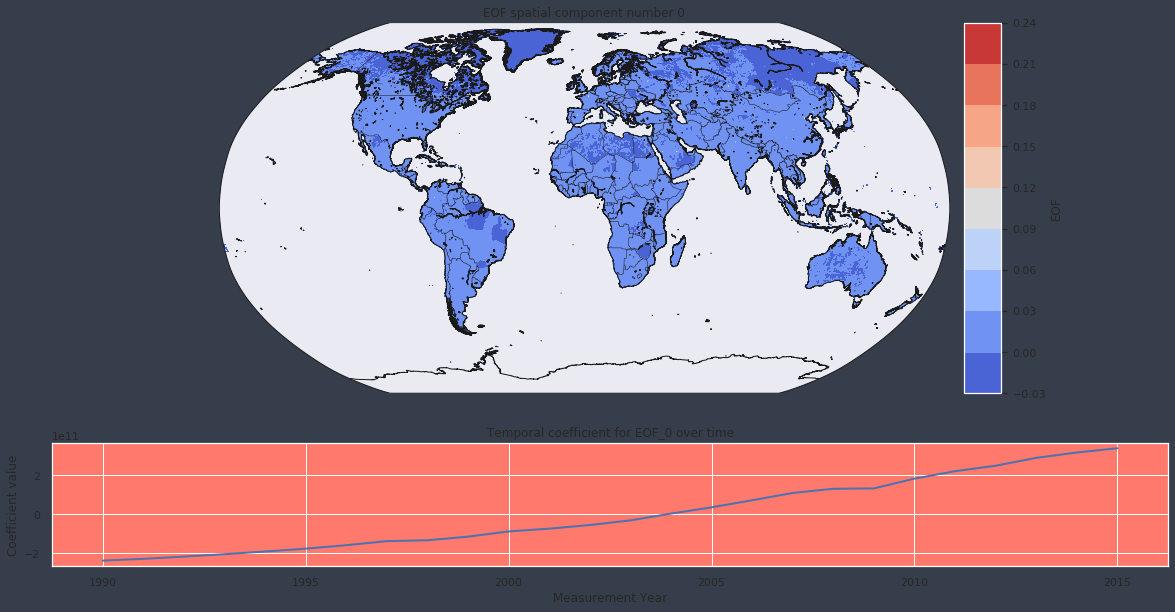 EOF spatial component number 0
0.24
0.21
0.18
0.15
0.12
0.09
0.06
0.03
0.00
−0.03
EOF
Temporal coefficient for EOF_0 over time
1e11
2
0
−2
Coefficient value
1990 1995 2000 2005 2010 2015
Measurement Year